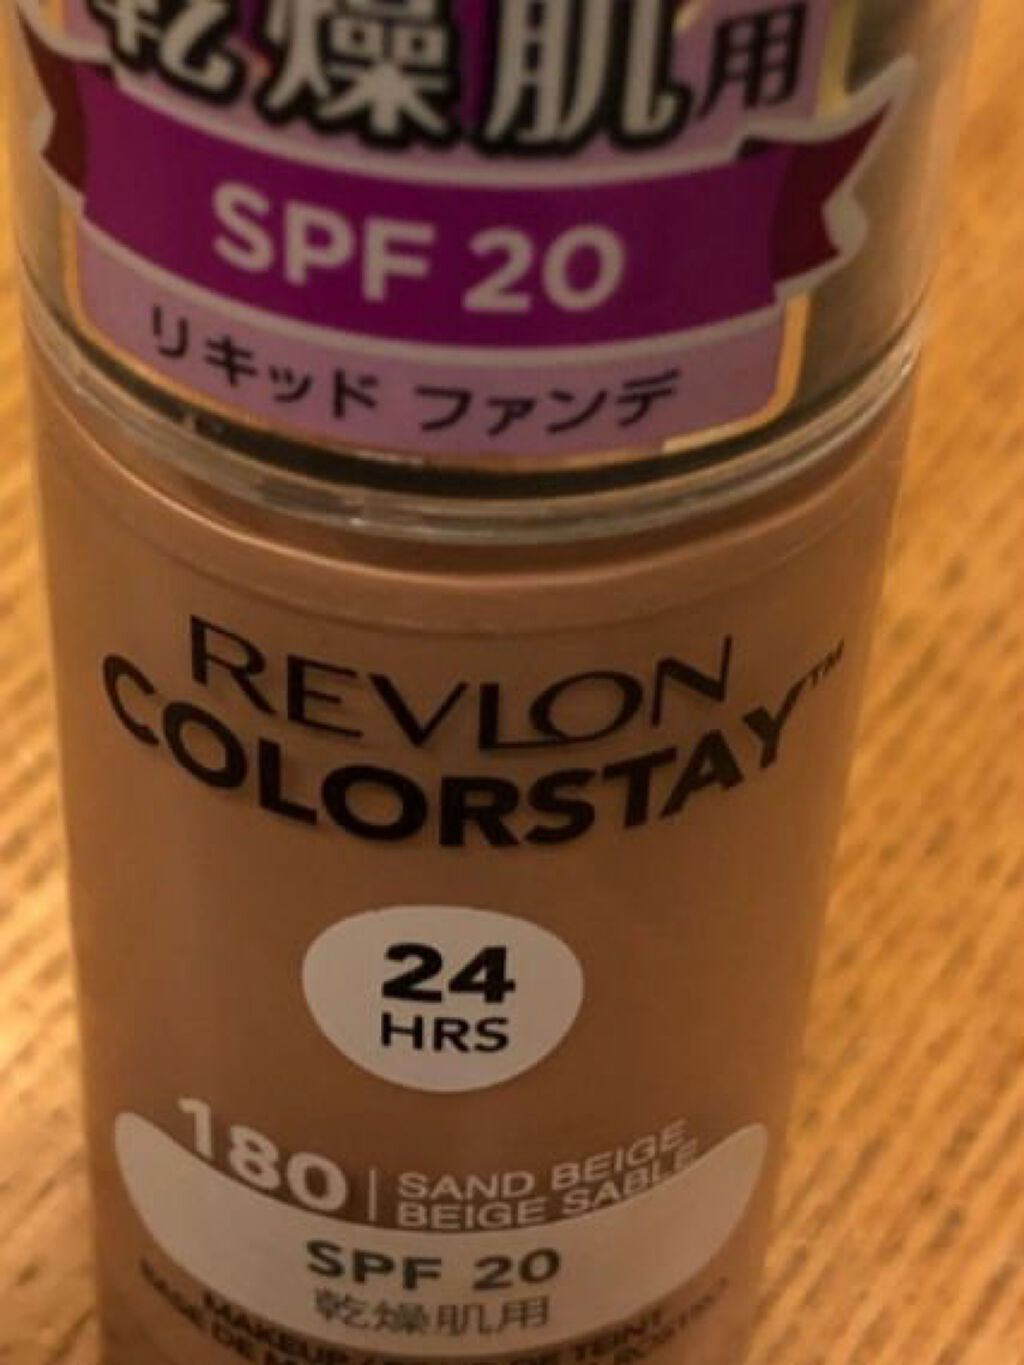 乾燥肌用
SPF 20
リキッド ファンデ
REVLON
COLORSTAY™
24
HRS
180 | SAND BEIGE
BEIGE SABLE
SPF 20
乾燥肌用